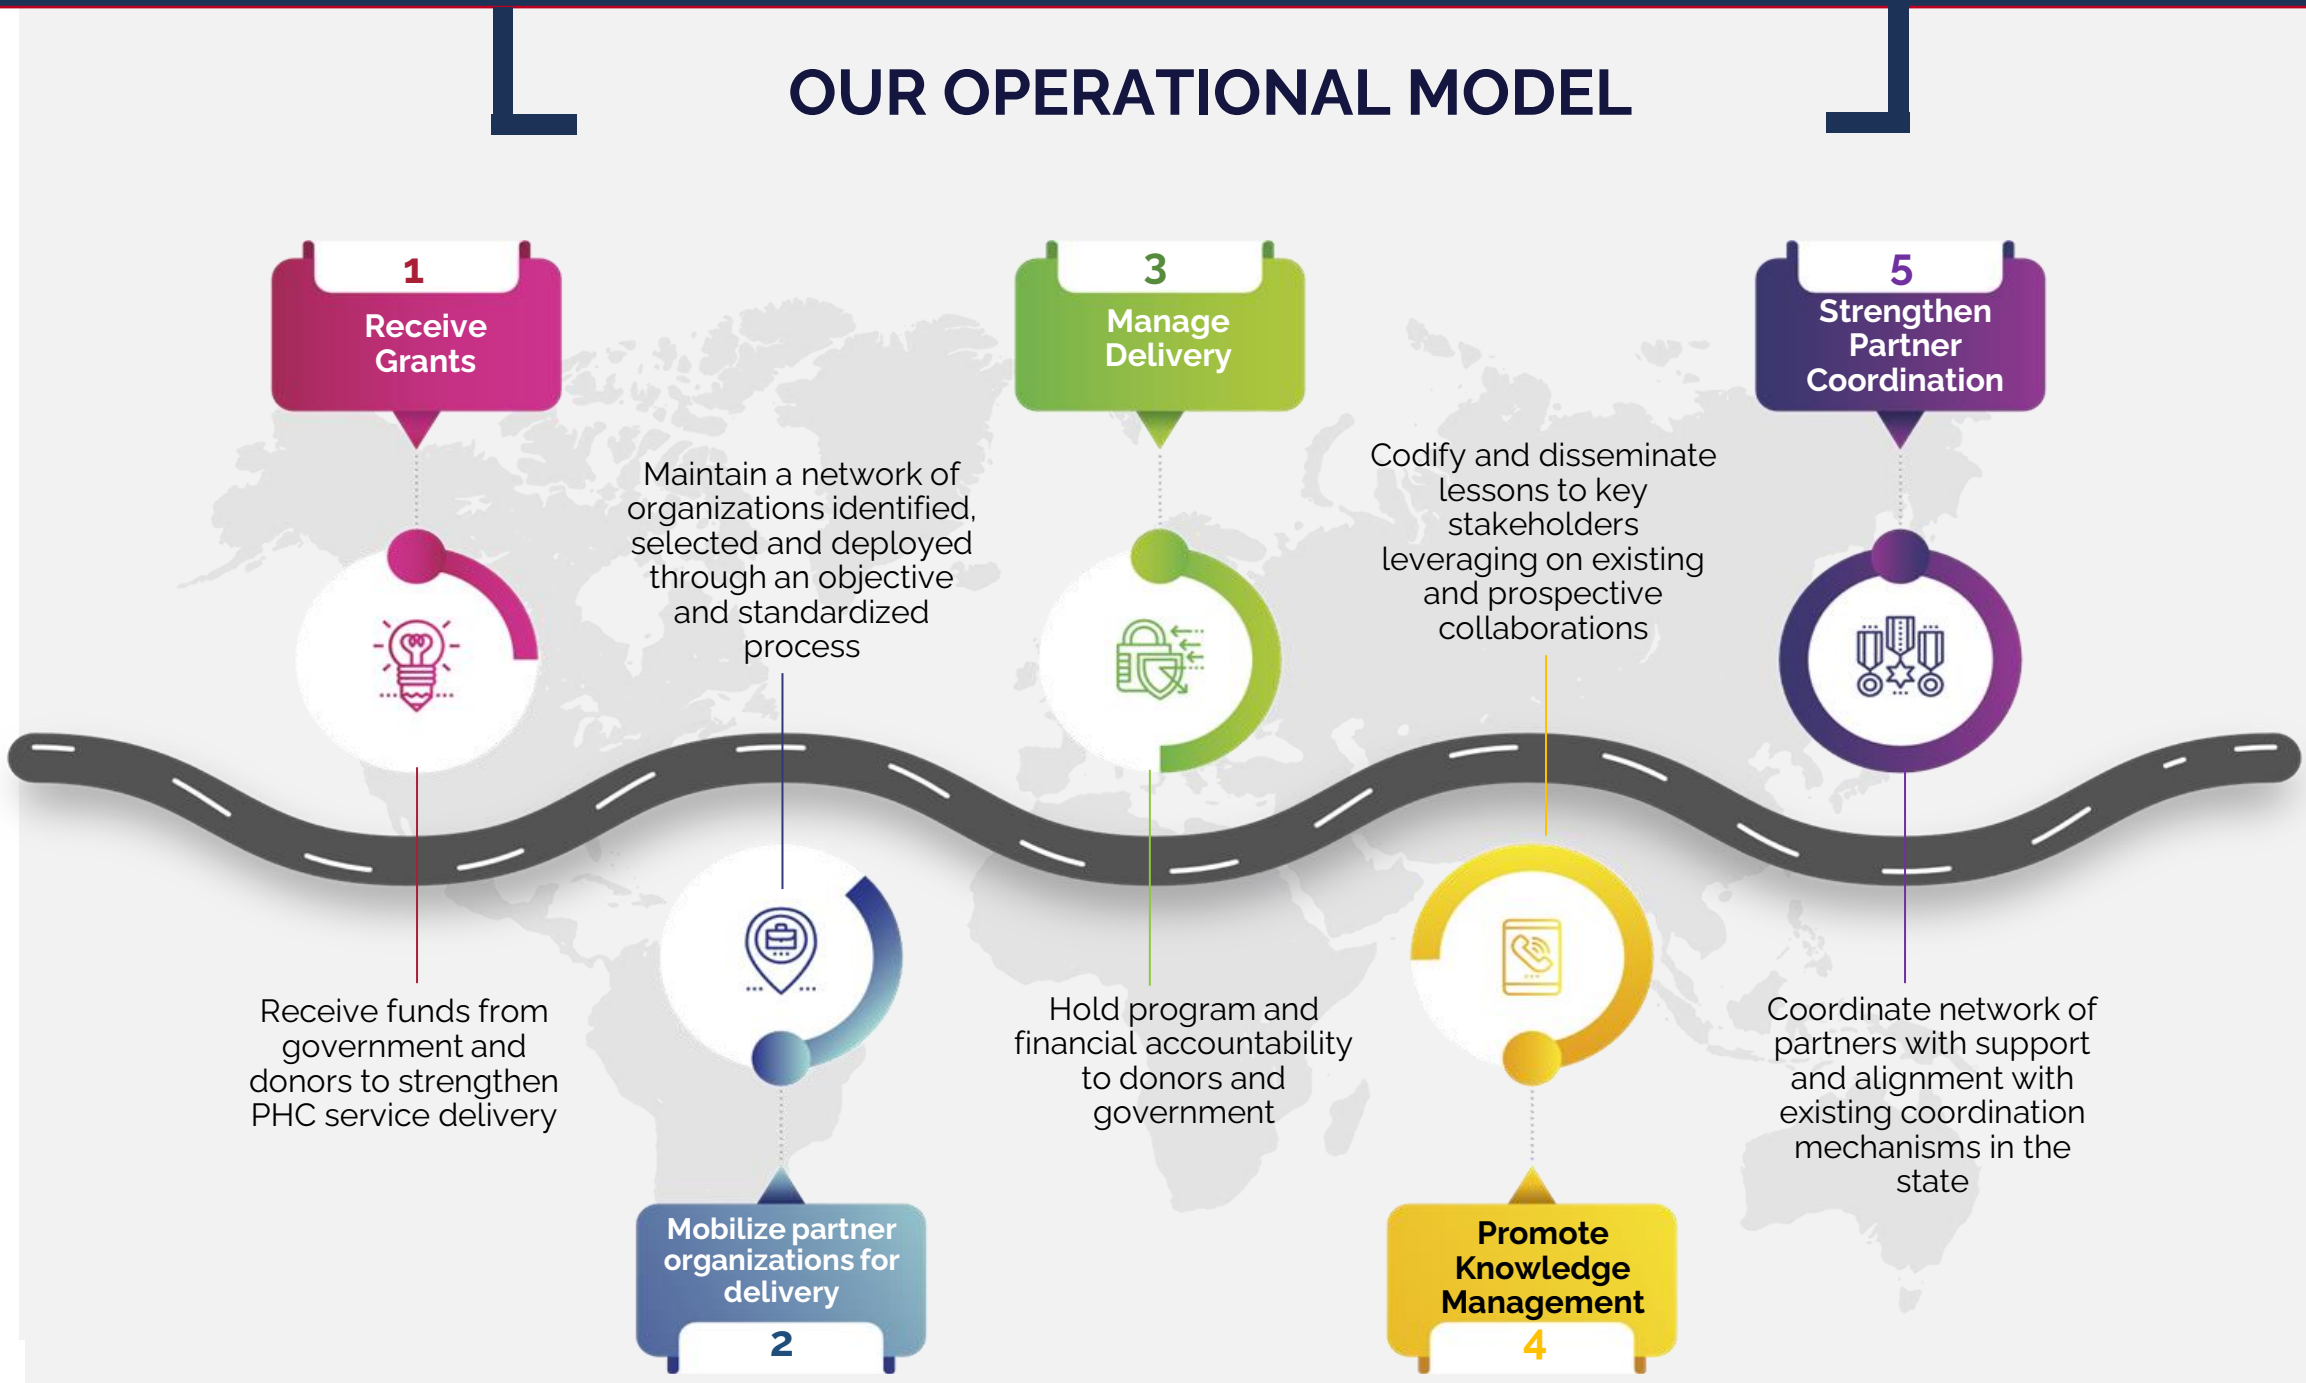 OUR OPERATIONAL MODEL
1
Receive
Grants
Receive funds from
government and
donors to strengthen
PHC service delivery
Maintain a network of
organizations identified,
selected and deployed
through an objective
and standardized
process
Mobilize partner
organizations for
delivery
2
3
Manage
Delivery
Hold program and
financial accountability
to donors and
government
Codify and disseminate
lessons to key
stakeholders
leveraging on existing
and prospective
collaborations
Promote
Knowledge
Management
4
5
Strengthen
Partner
Coordination
Coordinate network of
partners with support
and alignment with
existing coordination
mechanisms in the
state